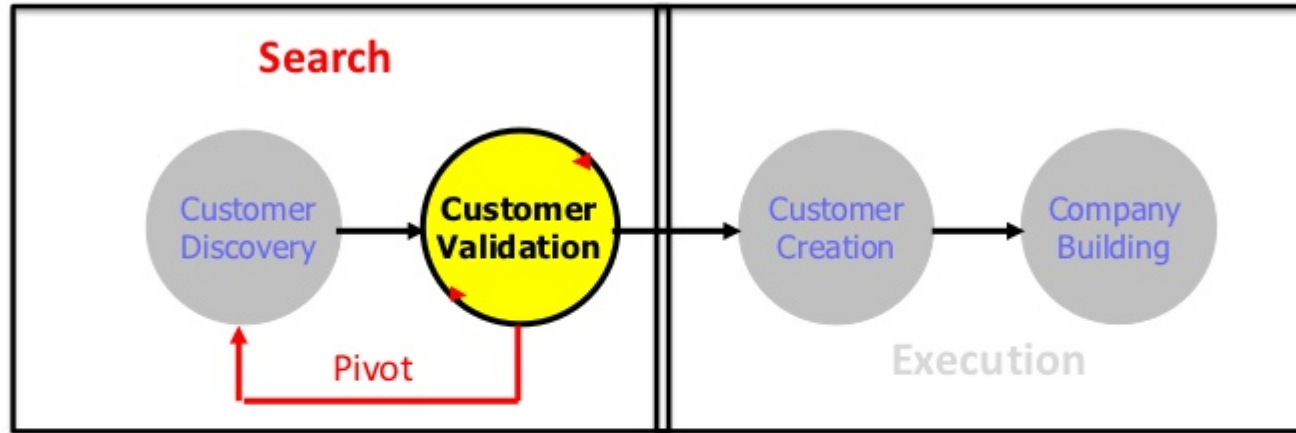 Search
Customer
Discovery
Customer
Validation
Customer
Creation
Company
Building
Pivot
Execution